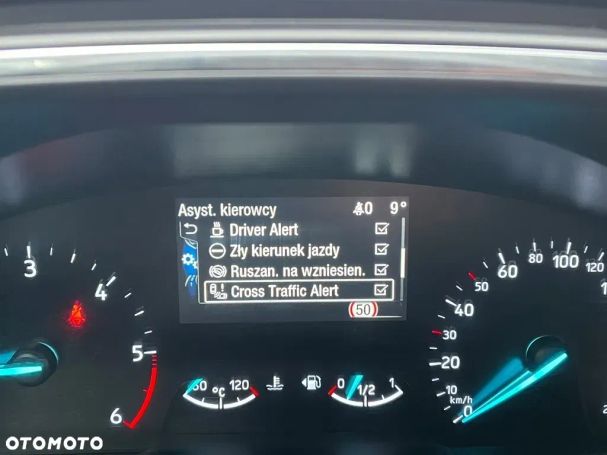 Asyst. kierowcy 0 9°
Driver Alert
Zły kierunek jazdy
Ruszan. na wzniesien.
Cross Traffic Alert
50
3
4
5
6
60 °C 120
0 1/2 1
0
10
20
30
40
50
60
80
100
120
km/h
OTOMOTO